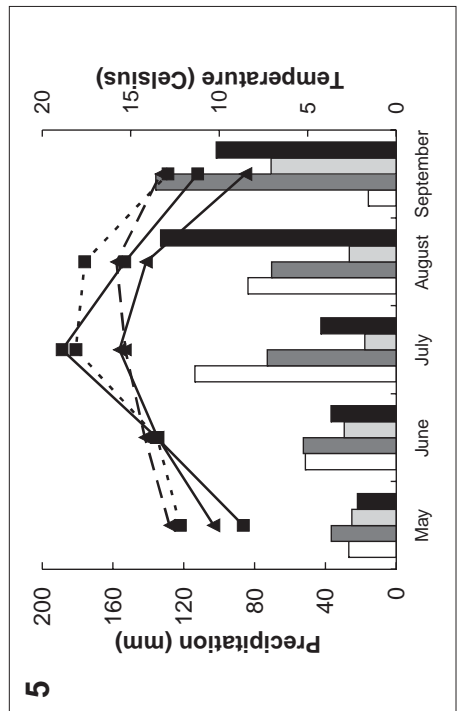 5
Precipitation (mm)
200
160
120
80
40
0
Temperature (Celsius)
20
15
10
5
0
May
June
July
August
September